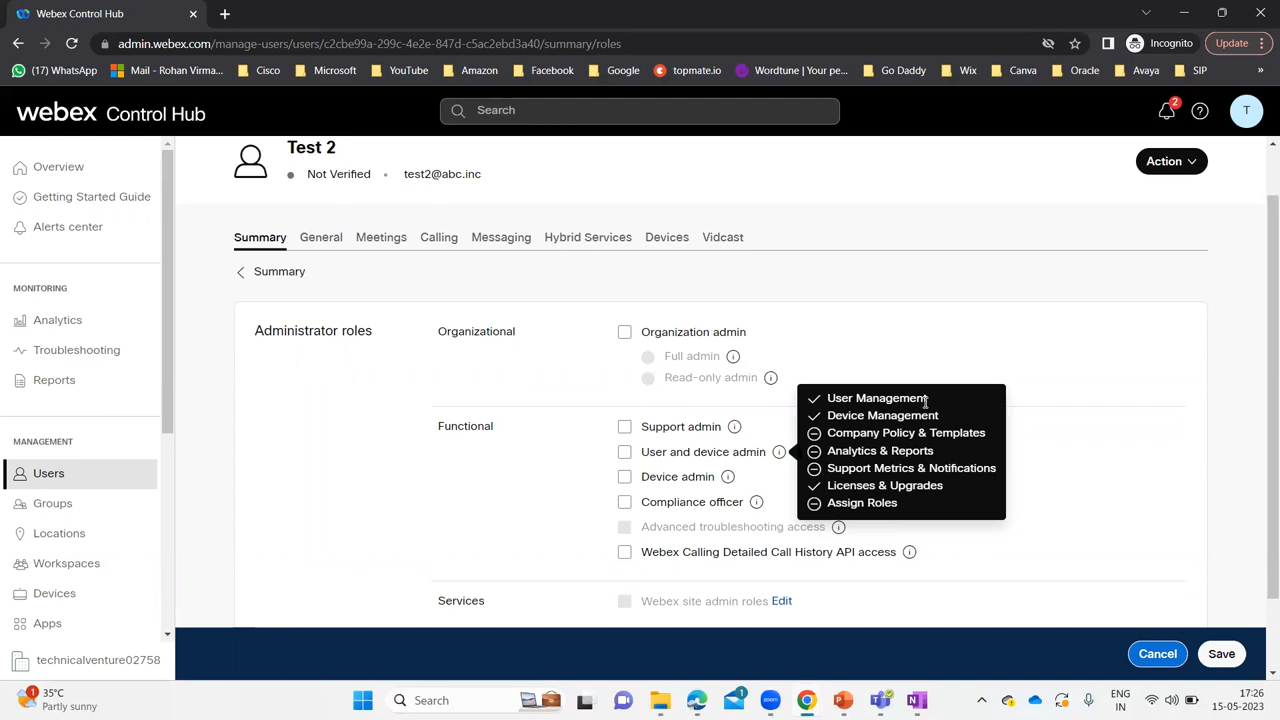 Webex Control Hub
admin.webex.com/manage-users/users/c2cbe99a-299c-4e2e-847d-c5ac2ebd3a40/summary/roles
Incognito
Update
(17) WhatsApp
Mail - Rohan Virma...
Cisco
Microsoft
YouTube
Amazon
Facebook
Google
topmate.io
Wordtune | Your pe...
Go Daddy
Wix
Canva
Oracle
Avaya
SIP
»
webex Control Hub
Search
2
T
Overview
Getting Started Guide
Alerts center
MONITORING
Analytics
Troubleshooting
Reports
MANAGEMENT
Users
Groups
Locations
Workspaces
Devices
Apps
technicalventure02758
Test 2
Not Verified • test2@abc.inc
Action
Summary
General
Meetings
Calling
Messaging
Hybrid Services
Devices
Vidcast
Summary
Administrator roles
Organizational
Organization admin
Full admin
Read-only admin
Functional
Support admin
User and device admin
Device admin
Compliance officer
Advanced troubleshooting access
Webex Calling Detailed Call History API access
User Management
Device Management
Company Policy & Templates
Analytics & Reports
Support Metrics & Notifications
Licenses & Upgrades
Assign Roles
Services
Webex site admin roles Edit
Cancel
Save
1
35°C
Partly sunny
Search
1
zoom
ENG
IN
17:26
15-05-2023